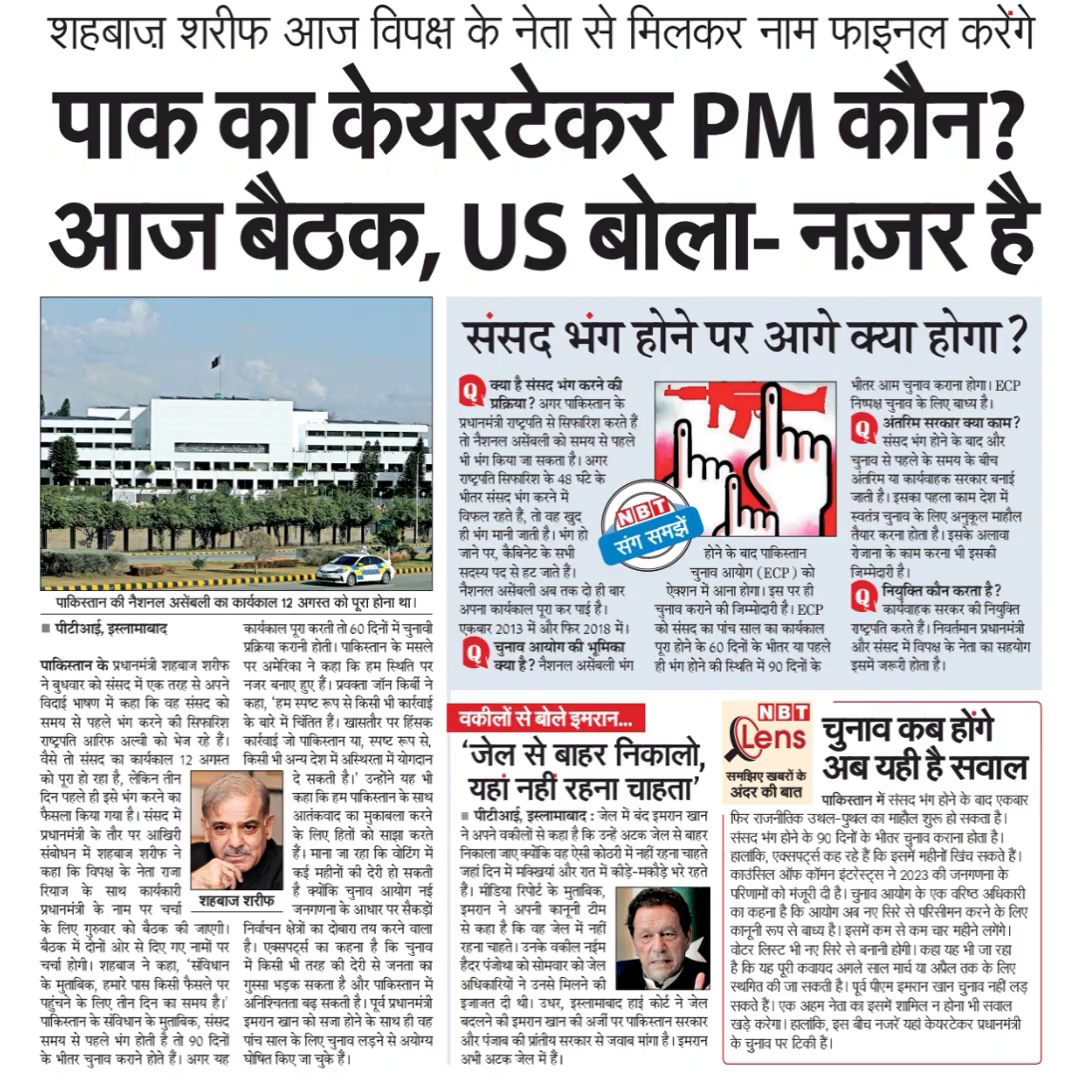 शहबाज़ शरीफ आज विपक्ष के नेता से मिलकर नाम फाइनल करेंगे
पाक का केयरटेकर PM कौन?
आज बैठक, US बोला- नज़र है
पाकिस्तान की नैशनल असेंबली का कार्यकाल 12 अगस्त को पूरा होना था।
■ पीटीआई, इस्लामाबाद
पाकिस्तान के प्रधानमंत्री शहबाज शरीफ
ने बुधवार को संसद में एक तरह से अपने
विदाई भाषण में कहा कि वह संसद को
समय से पहले भंग करने की सिफारिश
राष्ट्रपति आरिफ अल्वी को भेज रहे हैं।
वैसे तो संसद का कार्यकाल 12 अगस्त
को पूरा हो रहा है, लेकिन तीन
दिन पहले ही इसे भंग करने का
फैसला किया गया है। संसद में
प्रधानमंत्री के तौर पर आखिरी
संबोधन में शहबाज शरीफ ने
कहा कि विपक्ष के नेता राजा
रियाज के साथ कार्यकारी
प्रधानमंत्री के नाम पर चर्चा
के लिए गुरुवार को बैठक की जाएगी।
बैठक में दोनों ओर से दिए गए नामों पर
चर्चा होगी। शहबाज ने कहा, 'संविधान
के मुताबिक, हमारे पास किसी फैसले पर
पहुंचने के लिए तीन दिन का समय है।'
पाकिस्तान के संविधान के मुताबिक, संसद
समय से पहले भंग होती है तो 90 दिनों
के भीतर चुनाव कराने होते हैं। अगर यह
कार्यकाल पूरा करती तो 60 दिनों में चुनावी
प्रक्रिया करानी होती। पाकिस्तान के मसले
पर अमेरिका ने कहा कि हम स्थिति पर
नजर बनाए हुए हैं। प्रवक्ता जॉन किर्बी ने
कहा, 'हम स्पष्ट रूप से किसी भी कार्रवाई
के बारे में चिंतित हैं। खासतौर पर हिंसक
कार्रवाई जो पाकिस्तान या, स्पष्ट रूप से,
किसी भी अन्य देश में अस्थिरता में योगदान
दे सकती है।' उन्होंने यह भी
कहा कि हम पाकिस्तान के साथ
आतंकवाद का मुकाबला करने
के लिए हितों को साझा करते
हैं। माना जा रहा कि वोटिंग में
कई महीनों की देरी हो सकती
है क्योंकि चुनाव आयोग नई
जनगणना के आधार पर सैकड़ों
निर्वाचन क्षेत्रों का दोबारा तय करने वाला
है। एक्सपर्ट्स का कहना है कि चुनाव
में किसी भी तरह की देरी से जनता का
गुस्सा भड़क सकता है और पाकिस्तान में
अनिश्चितता बढ़ सकती है। पूर्व प्रधानमंत्री
इमरान खान को सजा होने के साथ ही वह
पांच साल के लिए चुनाव लड़ने से अयोग्य
घोषित किए जा चुके हैं।
शहबाज शरीफ
संसद भंग होने पर आगे क्या होगा?
Q क्या है संसद भंग करने की
प्रक्रिया? अगर पाकिस्तान के
प्रधानमंत्री राष्ट्रपति से सिफारिश करते हैं
तो नैशनल असेंबली को समय से पहले
भी भंग किया जा सकता है। अगर
राष्ट्रपति सिफारिश के 48 घंटे के
भीतर संसद भंग करने में
विफल रहते हैं, तो वह खुद
ही भंग मानी जाती है। भंग हो
जाने पर, कैबिनेट के सभी
सदस्य पद से हट जाते हैं।
नैशनल असेंबली अब तक दो ही बार
अपना कार्यकाल पूरा कर पाई है।
एकबार 2013 में और फिर 2018 में।
Q चुनाव आयोग की भूमिका
क्या है? नैशनल असेंबली भंग
NBT
संग समझें
होने के बाद पाकिस्तान
चुनाव आयोग (ECP) को
ऐक्शन में आना होगा। इस पर ही
चुनाव कराने की जिम्मोदारी है। ECP
को संसद का पांच साल का कार्यकाल
पूरा होने के 60 दिनों के भीतर या पहले
ही भंग होने की स्थिति में 90 दिनों के
भीतर आम चुनाव कराना होगा। ECP
निष्पक्ष चुनाव के लिए बाध्य है।
Q अंतरिम सरकार क्या काम?
संसद भंग होने के बाद और
चुनाव से पहले के समय के बीच
अंतरिम या कार्यवाहक सरकार बनाई
जाती है। इसका पहला काम देश में
स्वतंत्र चुनाव के लिए अनुकूल माहौल
तैयार करना होता है। इसके अलावा
रोजाना के काम करना भी इसकी
जिम्मेदारी है।
Q नियुक्ति कौन करता है?
कार्यवाहक सरकर की नियुक्ति
राष्ट्रपति करते हैं। निवर्तमान प्रधानमंत्री
और संसद में विपक्ष के नेता का सहयोग
इसमें जरूरी होता है।
वकीलों से बोले इमरान...
'जेल से बाहर निकालो,
यहां नहीं रहना चाहता'
■ पीटीआई, इस्लामाबाद : जेल में बंद इमरान खान
ने अपने वकीलों से कहा है कि उन्हें अटक जेल से बाहर
निकाला जाए क्योंकि वह ऐसी कोठरी में नहीं रहना चाहते
जहां दिन में मक्खियां और रात में कीड़े-मकौड़े भरे रहते
हैं। मीडिया रिपोर्ट के मुताबिक,
इमरान ने अपनी कानूनी टीम
से कहा है कि वह जेल में नहीं
रहना चाहते। उनके वकील नईम
हैदर पंजोथा को सोमवार को जेल
अधिकारियों ने उनसे मिलने की
इजाजत दी थी। उधर, इस्लामाबाद हाई कोर्ट ने जेल
बदलने की इमरान खान की अर्जी पर पाकिस्तान सरकार
और पंजाब की प्रांतीय सरकार से जवाब मांगा है। इमरान
अभी अटक जेल में हैं।
NBT
Lens
समझिए खबरों के
अंदर की बात
चुनाव कब होंगे
अब यही है सवाल
पाकिस्तान में संसद भंग होने के बाद एकबार
फिर राजनीतिक उथल-पुथल का माहौल शुरू हो सकता है।
संसद भंग होने के 90 दिनों के भीतर चुनाव कराना होता है।
हालांकि, एक्सपर्ट्स कह रहे हैं कि इसमें महीनों खिंच सकते हैं।
काउंसिल ऑफ कॉमन इंटरेस्ट्स ने 2023 की जनगणना के
परिणामों को मंजूरी दी है। चुनाव आयोग के एक वरिष्ठ अधिकारी
का कहना है कि आयोग अब नए सिरे से परिसीमन करने के लिए
कानूनी रूप से बाध्य है। इसमें कम से कम चार महीने लगेंगे।
वोटर लिस्ट भी नए सिरे से बनानी होगी। कहा यह भी जा रहा
है कि यह पूरी कवायद अगले साल मार्च या अप्रैल तक के लिए
स्थगित की जा सकती है। पूर्व पीएम इमरान खान चुनाव नहीं लड़
सकते हैं। एक अहम नेता का इसमें शामिल न होना भी सवाल
खड़े करेगा। हालांकि, इस बीच नजरें यहां केयरटेकर प्रधानमंत्री
के चुनाव पर टिकी हैं।